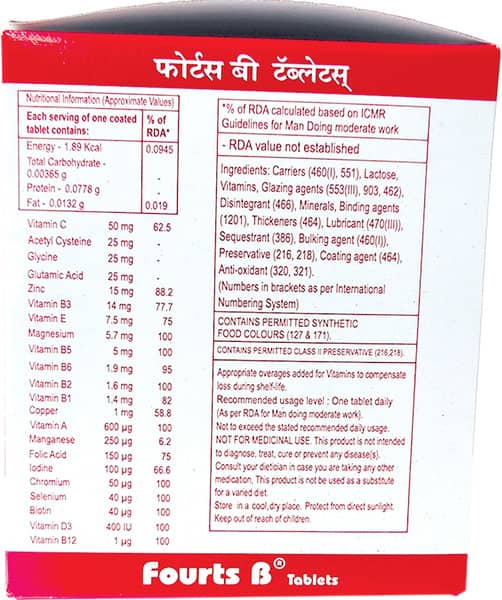 फोर्टस बी टॅब्लेटस्
Nutritional Information (Approximate Values)
Each serving of one coated tablet contains: % of RDA*
Energy - 1.89 Kcal 0.0945
Total Carbohydrate - 0.00365 g -
Protein - 0.0778 g -
Fat - 0.0132 g 0.019
Vitamin C 50 mg 62.5
Acetyl Cysteine 25 mg -
Glycine 25 mg -
Glutamic Acid 25 mg -
Zinc 15 mg 88.2
Vitamin B3 14 mg 77.7
Vitamin E 7.5 mg 75
Magnesium 5.7 mg 100
Vitamin B5 5 mg 100
Vitamin B6 1.9 mg 95
Vitamin B2 1.6 mg 100
Vitamin B1 1.4 mg 82
Copper 1 mg 58.8
Vitamin A 600 µg 100
Manganese 250 µg 6.2
Folic Acid 150 µg 75
Iodine 100 µg 66.6
Chromium 50 µg 100
Selenium 40 µg 100
Biotin 40 µg 100
Vitamin D3 400 IU 100
Vitamin B12 1 µg 100
*% of RDA calculated based on ICMR
Guidelines for Man Doing moderate work
- RDA value not established
Ingredients: Carriers (460(I), 551), Lactose,
Vitamins, Glazing agents (553(III), 903, 462),
Disintegrant (466), Minerals, Binding agents
(1201), Thickeners (464), Lubricant (470(III)),
Sequestrant (386), Bulking agent (460(I)),
Preservative (216, 218), Coating agent (464),
Anti-oxidant (320, 321).
(Numbers in brackets as per International
Numbering System)
CONTAINS PERMITTED SYNTHETIC
FOOD COLOURS (127 & 171).
CONTAINS PERMITTED CLASS II PRESERVATIVE (216,218).
Appropriate overages added for Vitamins to compensate
loss during shelf-life.
Recommended usage level : One tablet daily
(As per RDA for Man doing moderate work).
Not to exceed the stated recommended daily usage.
NOT FOR MEDICINAL USE. This product is not intended
to diagnose, treat, cure or prevent any disease(s).
Consult your dietician in case you are taking any other
medication, This product is not be used as a substitute
for a varied diet.
Store in a cool,dry place. Protect from direct sunlight.
Keep out of reach of children.
Fourts B® Tablets